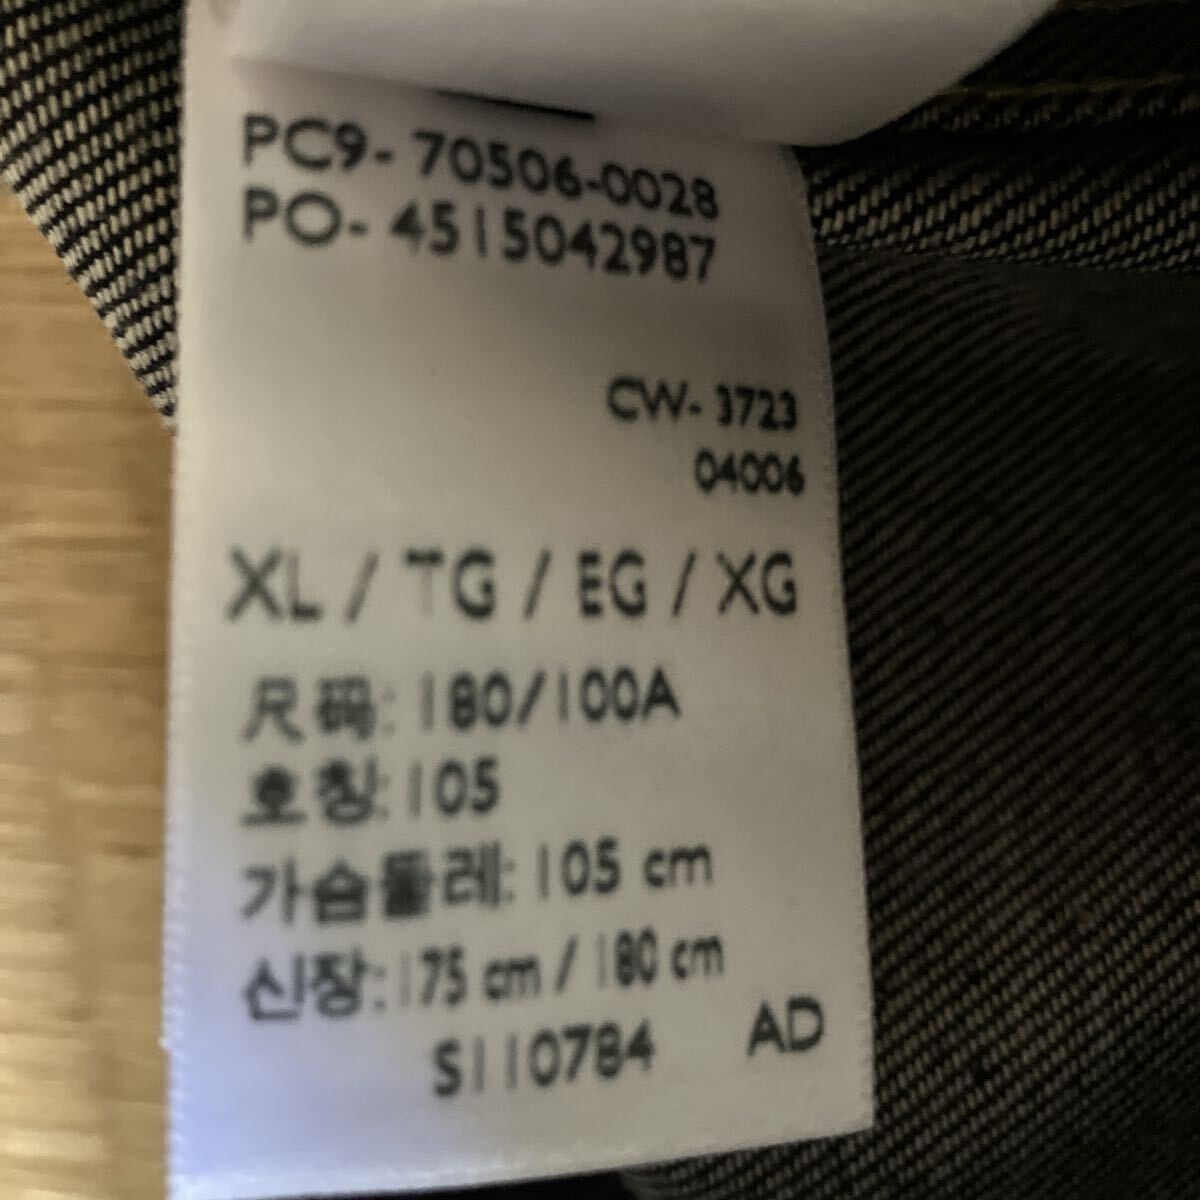 PC9- 70506-0028
PO- 4515042987
CW- 3723
04006
XL / TG / EG / XG
尺码: 180/100A
호칭: 105
가슴둘레: 105 cm
신장: 175 cm / 180 cm
S110784 AD